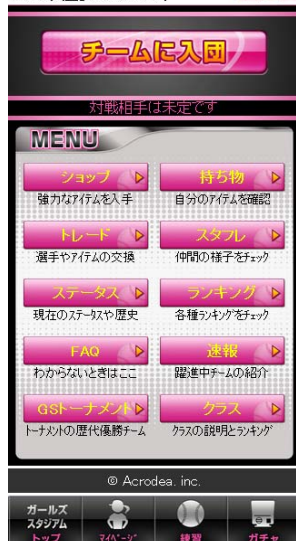 チームに入団
対戦相手は未定です
MENU
ショップ
持ち物
強力なアイテムを入手
自分のアイテムを確認
トレード
スタフレ
選手やアイテムの交換
仲間の様子をチェック
ステータス
ランキング
現在のステータスや歴史
各種ランキングをチェック
FAQ
速報
わからないときはここ
躍進中チームの紹介
GSトーナメント
クラス
トーナメントの歴代優勝チーム
クラスの説明とランキング
© Acrodea. inc.
ガールズ
スタジアム
トップ
マイページ
練習
ガチャ